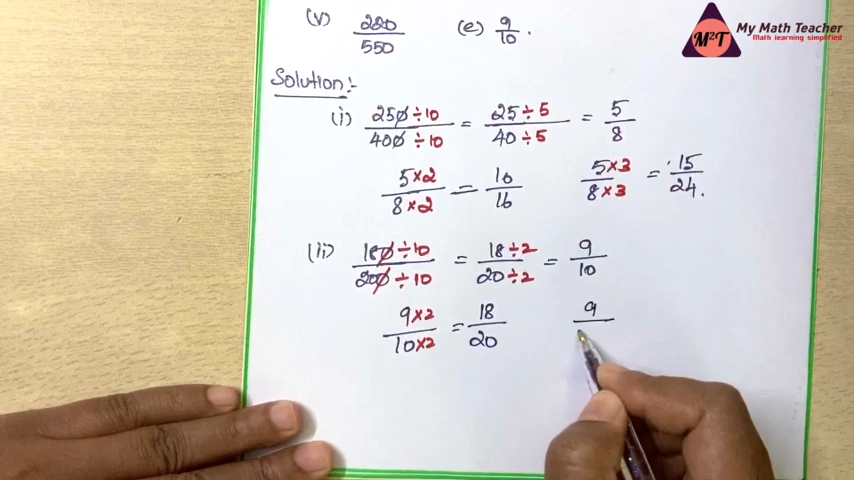 (v) 220/550 (e) 9/10.
My Math Teacher
Math learning simplified
M²T
Solution:-
(i) 250÷10/400÷10 = 25÷5/40÷5 = 5/8
5×2/8×2 = 10/16 5×3/8×3 = 15/24.
(ii) 180÷10/200÷10 = 18÷2/20÷2 = 9/10
9×2/10×2 = 18/20 9/